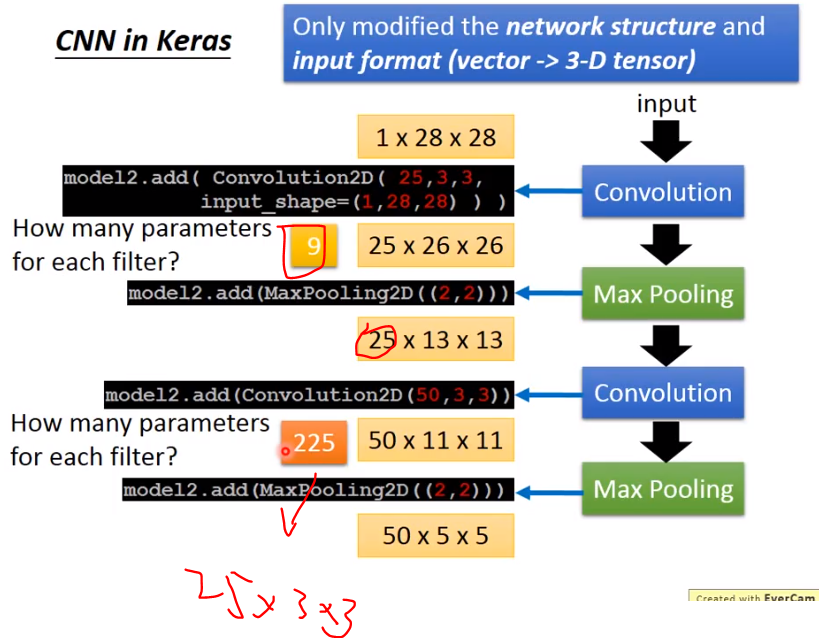 CNN in Keras
Only modified the network structure and
input format (vector -> 3-D tensor)
input
1 x 28 x 28
model2.add( Convolution2D( 25,3,3,
input_shape=(1,28,28) ) )
Convolution
How many parameters
for each filter?
9
25 x 26 x 26
model2.add(MaxPooling2D((2,2)))
Max Pooling
25 x 13 x 13
model2.add(Convolution2D(50,3,3))
Convolution
How many parameters
for each filter?
225
50 x 11 x 11
model2.add(MaxPooling2D((2,2)))
Max Pooling
50 x 5 x 5
25 x 3 x 3
Created with EverCam